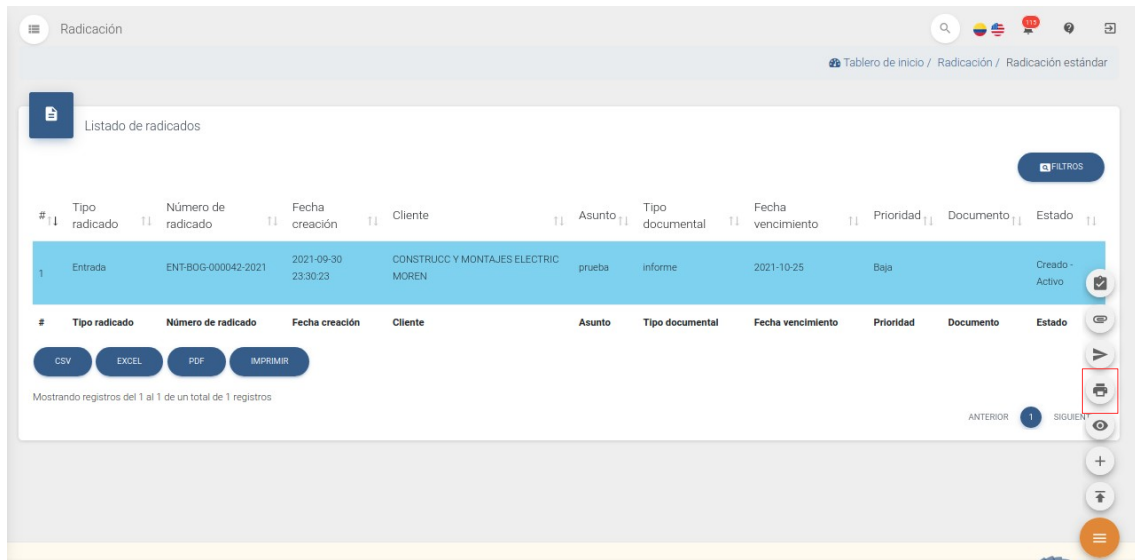 Radicación
115
Tablero de inicio / Radicación / Radicación estándar
Listado de radicados
FILTROS
# Tipo radicado Número de radicado Fecha creación Cliente Asunto Tipo documental Fecha vencimiento Prioridad Documento Estado
1 Entrada ENT-BOG-000042-2021 2021-09-30 23:30:23 CONSTRUCC Y MONTAJES ELECTRIC MOREN prueba informe 2021-10-25 Baja Creado - Activo
# Tipo radicado Número de radicado Fecha creación Cliente Asunto Tipo documental Fecha vencimiento Prioridad Documento Estado
CSV EXCEL PDF IMPRIMIR
Mostrando registros del 1 al 1 de un total de 1 registros
ANTERIOR 1 SIGUIENT